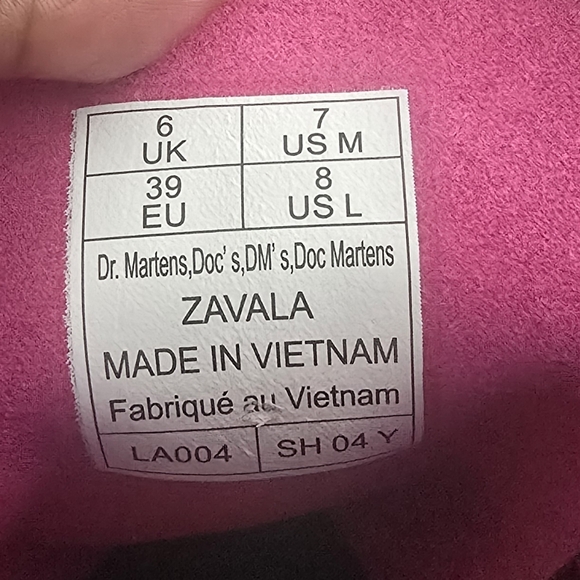 6 7
UK US M
39 8
EU US L
Dr. Martens,Doc' s,DM' s,Doc Martens
ZAVALA
MADE IN VIETNAM
Fabriqué au Vietnam
LA004 SH 04 Y